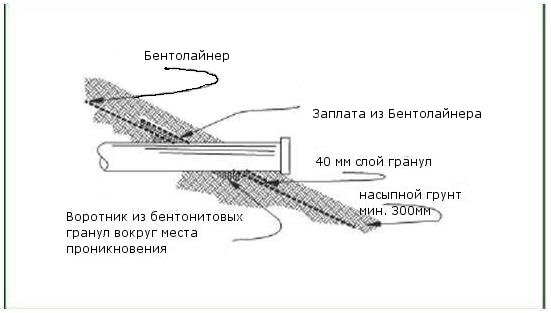 Бентолайнер
Заплата из Бентолайнера
40 мм слой гранул
насыпной грунт
мин. 300мм
Воротник из бентонитовых
гранул вокруг места
проникновения